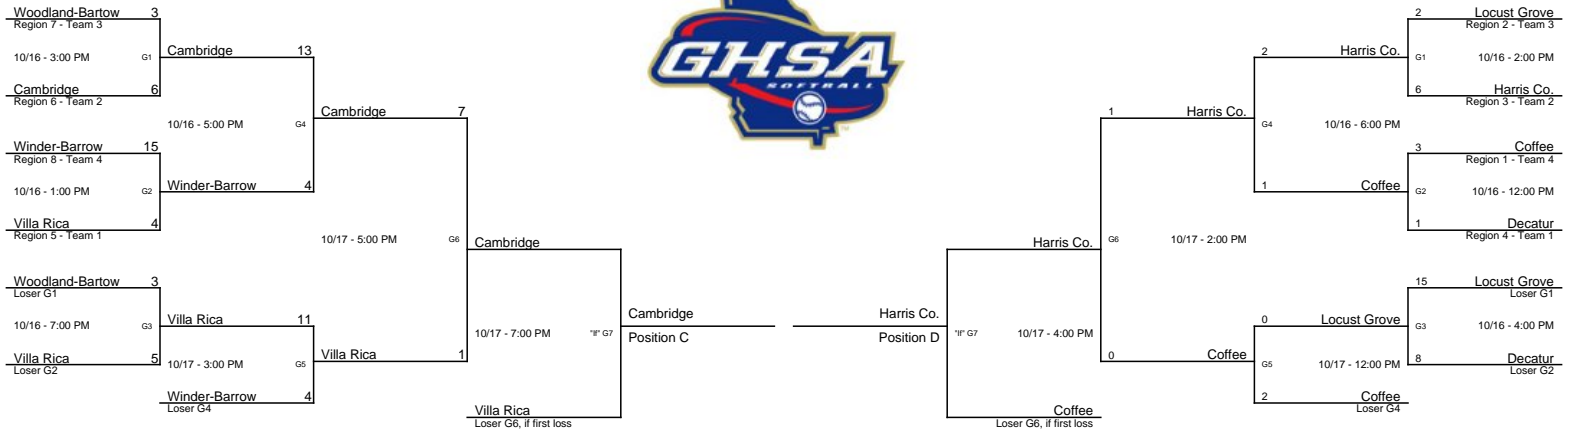 Woodland-Bartow 3
Region 7 - Team 3
10/16 - 3:00 PM G1
Cambridge 13
Cambridge 6
Region 6 - Team 2
10/16 - 5:00 PM G4
Cambridge 7
Winder-Barrow 15
Region 8 - Team 4
10/16 - 1:00 PM G2
Winder-Barrow 4
Villa Rica 4
Region 5 - Team 1
10/17 - 5:00 PM G6
Cambridge
Woodland-Bartow 3
Loser G1
10/16 - 7:00 PM G3
Villa Rica 11
Villa Rica 5
Loser G2
10/17 - 3:00 PM G5
Villa Rica 1
Winder-Barrow 4
Loser G4
10/17 - 7:00 PM "If" G7
Villa Rica
Loser G6, if first loss
Cambridge
Position C
GHSA
SOFTBALL
TM
2 Locust Grove
Region 2 - Team 3
2 Harris Co.
G1 10/16 - 2:00 PM
6 Harris Co.
Region 3 - Team 2
1 Harris Co.
G4 10/16 - 6:00 PM
3 Coffee
Region 1 - Team 4
1 Coffee
G2 10/16 - 12:00 PM
1 Decatur
Region 4 - Team 1
Harris Co.
G6 10/17 - 2:00 PM
15 Locust Grove
Loser G1
0 Locust Grove
G3 10/16 - 4:00 PM
8 Decatur
Loser G2
0 Coffee
G5 10/17 - 12:00 PM
2 Coffee
Loser G4
Harris Co.
Position D
"If" G7 10/17 - 4:00 PM
Coffee
Loser G6, if first loss